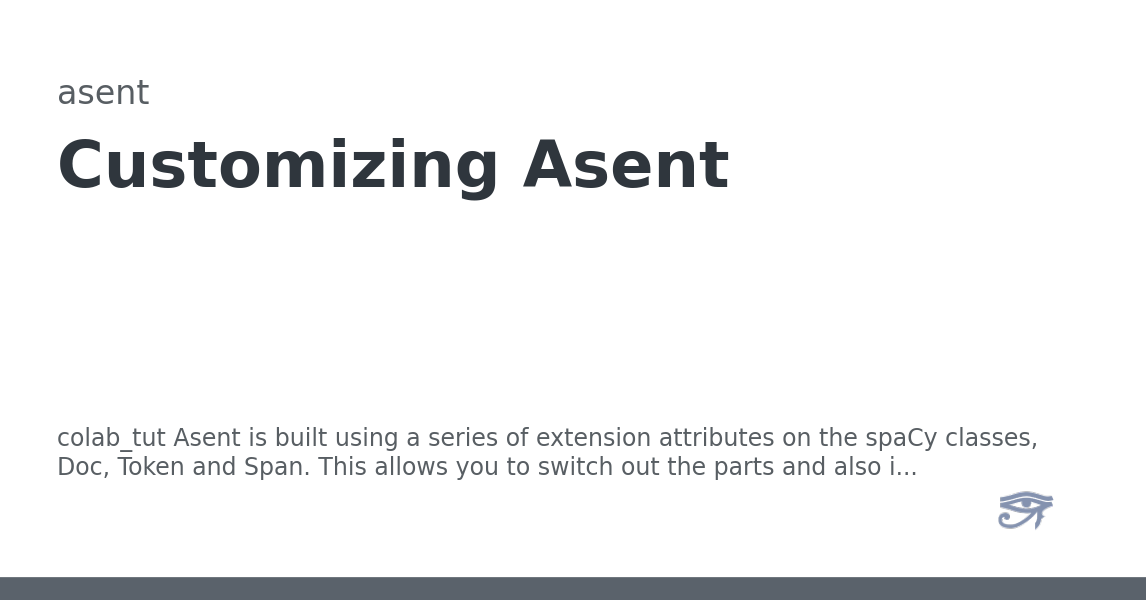 asent
Customizing Asent
colab_tut Asent is built using a series of extension attributes on the spaCy classes,
Doc, Token and Span. This allows you to switch out the parts and also i...